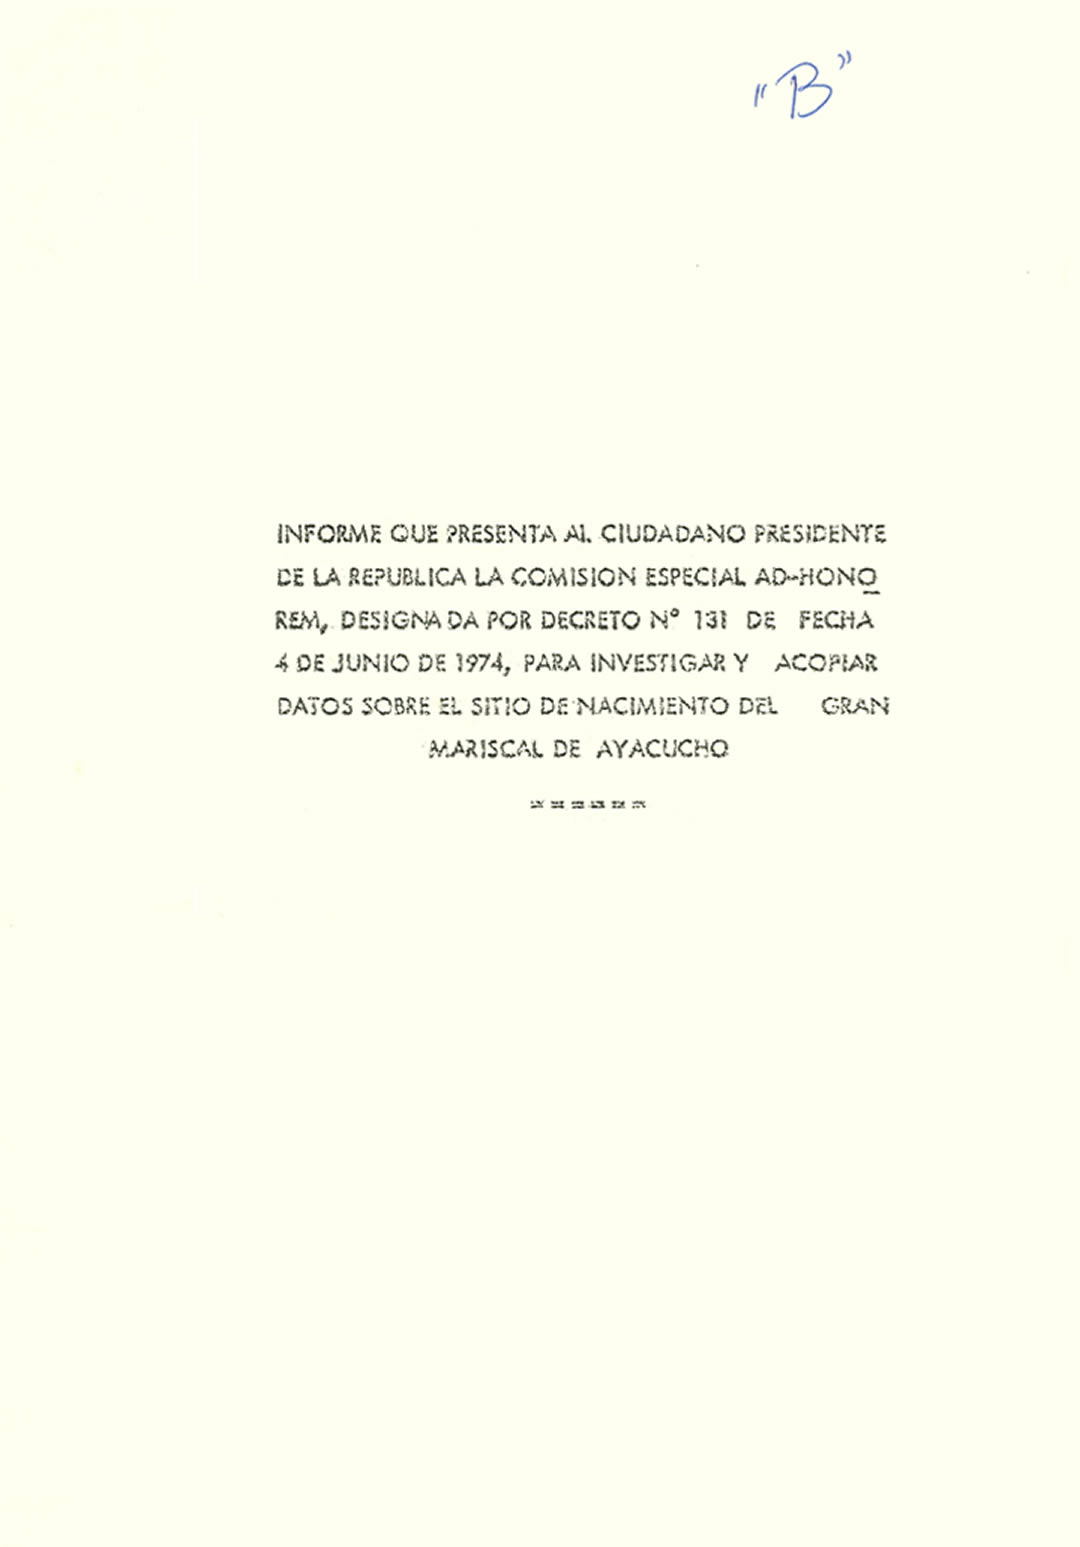 "B"
INFORME QUE PRESENTA AL CIUDADANO PRESIDENTE
DE LA REPUBLICA LA COMISION ESPECIAL AD-HONO
REM, DESIGNADA POR DECRETO Nº 131 DE FECHA
4 DE JUNIO DE 1974, PARA INVESTIGAR Y ACOPIAR
DATOS SOBRE EL SITIO DE NACIMIENTO DEL GRAN
MARISCAL DE AYACUCHO
======